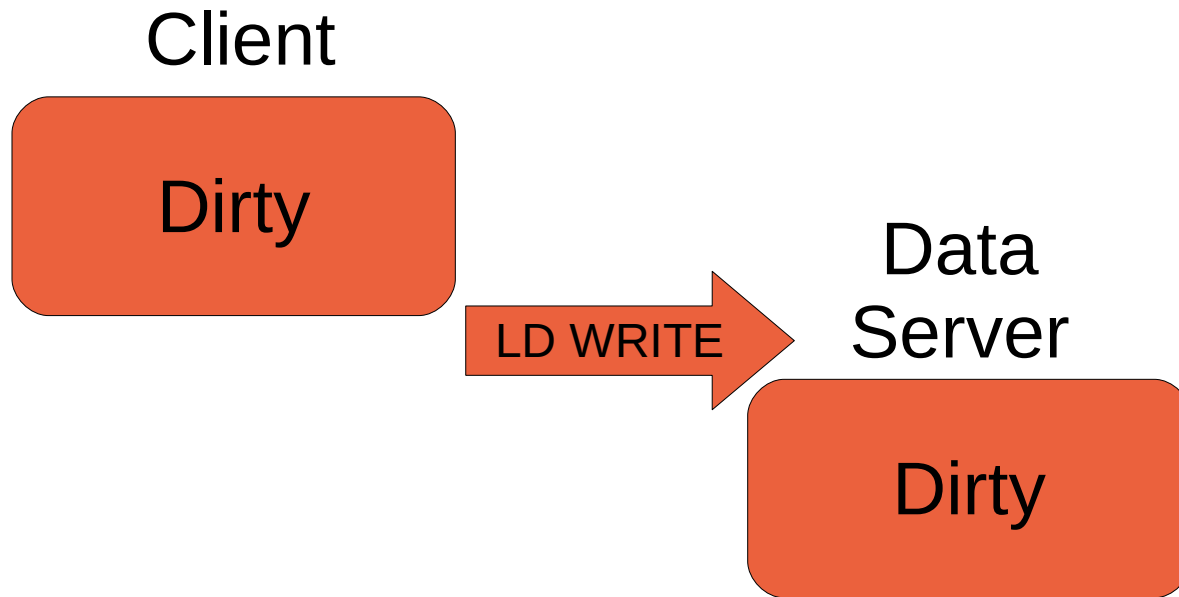 Client
Dirty
LD WRITE
Data
Server
Dirty